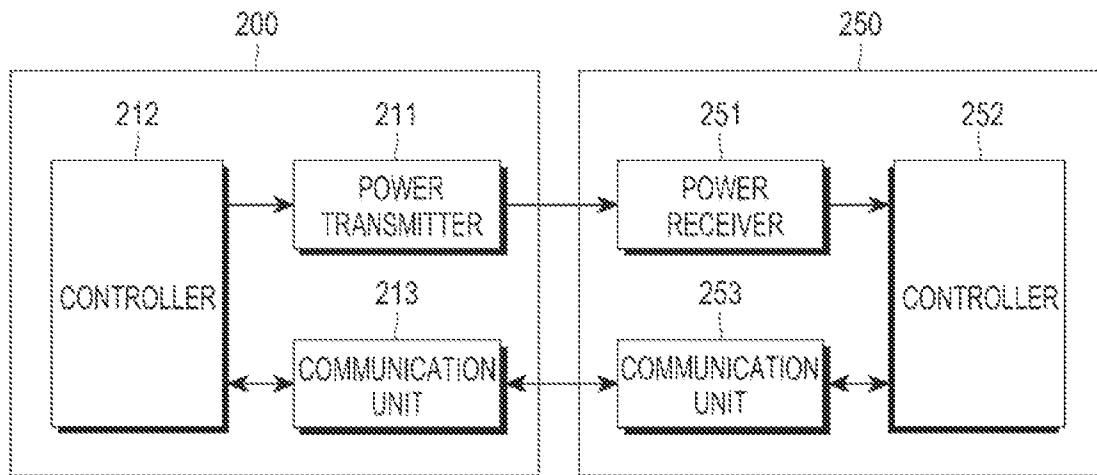 200
250
212
211
251
252
POWER
TRANSMITTER
POWER
RECEIVER
CONTROLLER
213
253
CONTROLLER
COMMUNICATION
UNIT
COMMUNICATION
UNIT